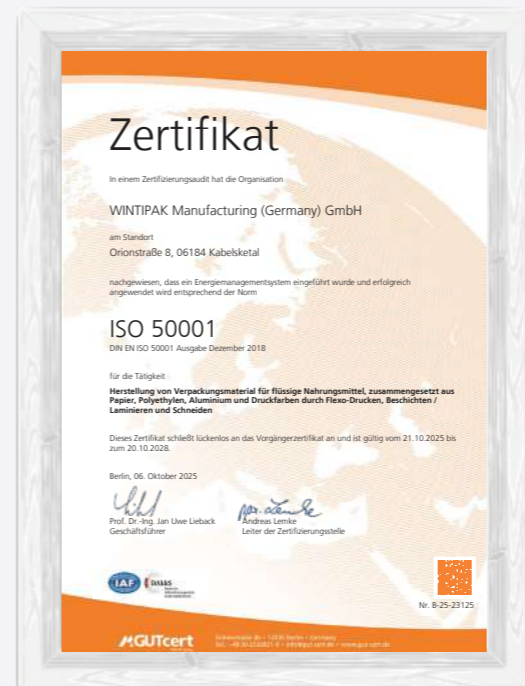 Zertifikat
In einem Zertifizierungsaudit hat die Organisation
WINTIPAK Manufacturing (Germany) GmbH
am Standort
Orionstraße 8, 06184 Kabelsketal
nachgewiesen, dass ein Energiemanagementsystem eingeführt wurde und erfolgreich
angewendet wird entsprechend der Norm
ISO 50001
DIN EN ISO 50001 Ausgabe Dezember 2018
für die Tätigkeit
Herstellung von Verpackungsmaterial für flüssige Nahrungsmittel, zusammengesetzt aus
Papier, Polyethylen, Aluminium und Druckfarben durch Flexo-Drucken, Beschichten /
Laminieren und Schneiden
Dieses Zertifikat schließt lückenlos an das Vorgängerzertifikat an und ist gültig vom 21.10.2025 bis
zum 20.10.2028.
Berlin, 06. Oktober 2025
Prof. Dr.-Ing. Jan Uwe Lieback
Geschäftsführer
Andreas Lemke
Leiter der Zertifizierungsstelle
IAF
DAkkS
Nr. B-25-23125
GUTcert
12435 Berlin • Germany